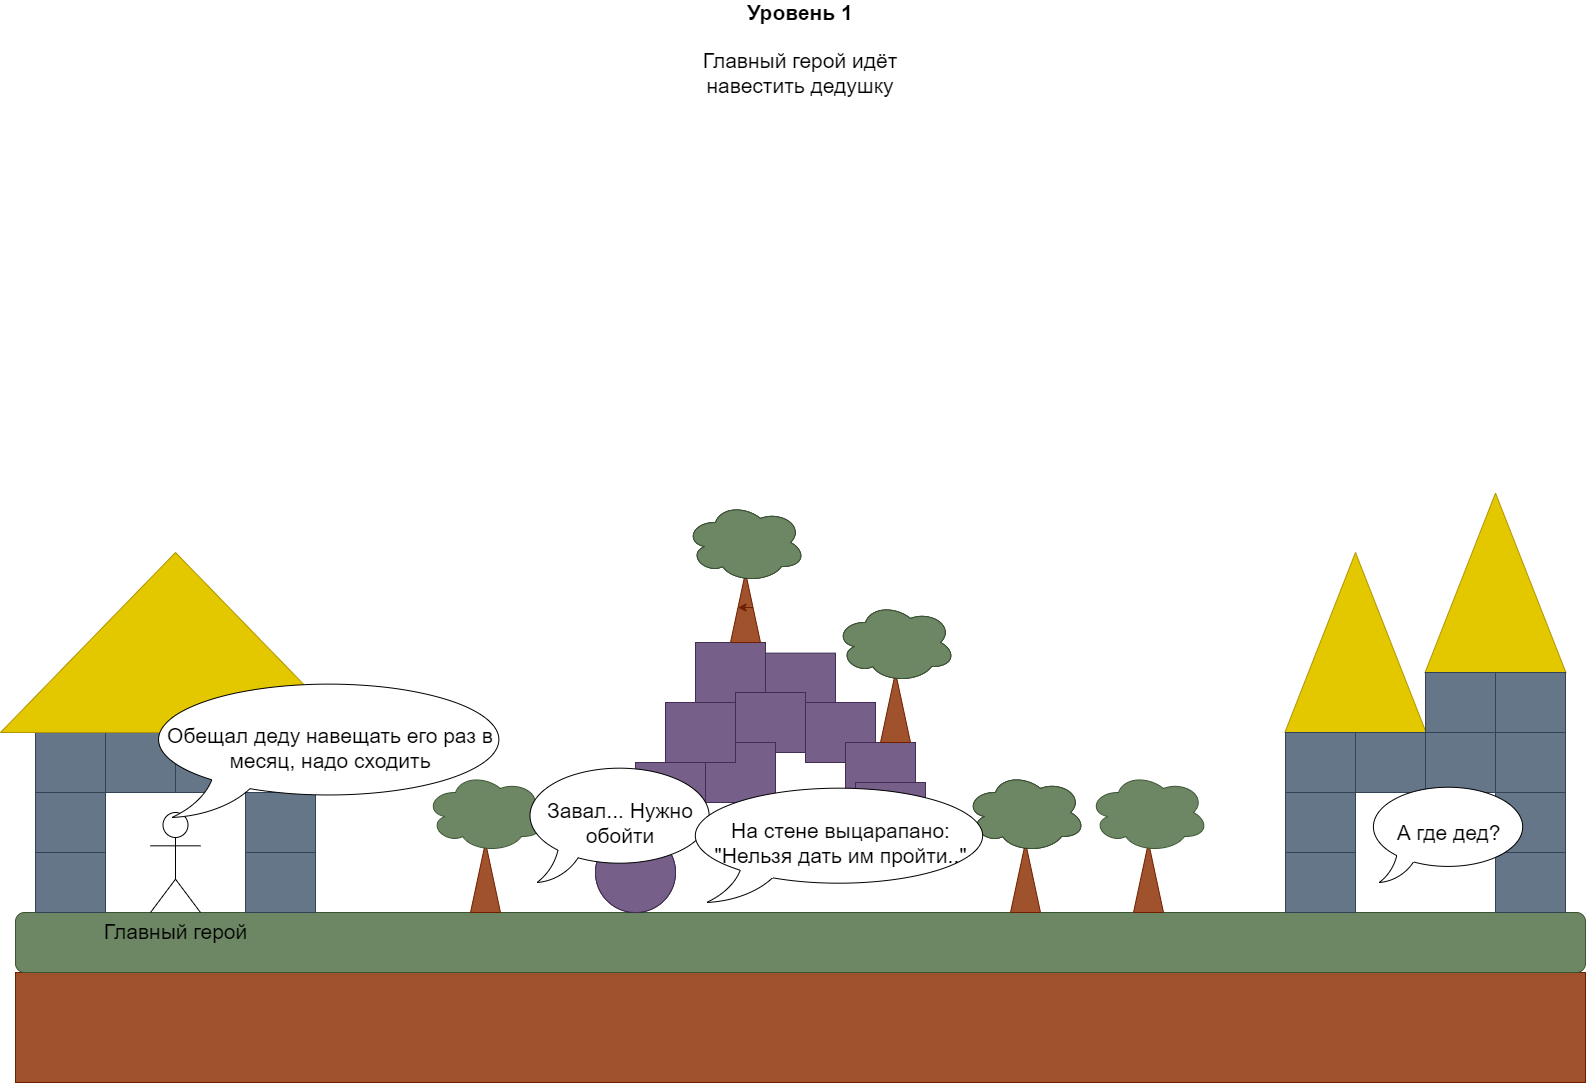 Уровень 1
Главный герой идёт
навестить дедушку
Обещал деду навещать его раз в
месяц, надо сходить
Завал... Нужно
обойти
На стене выцарапано:
"Нельзя дать им пройти.."
А где дед?
Главный герой